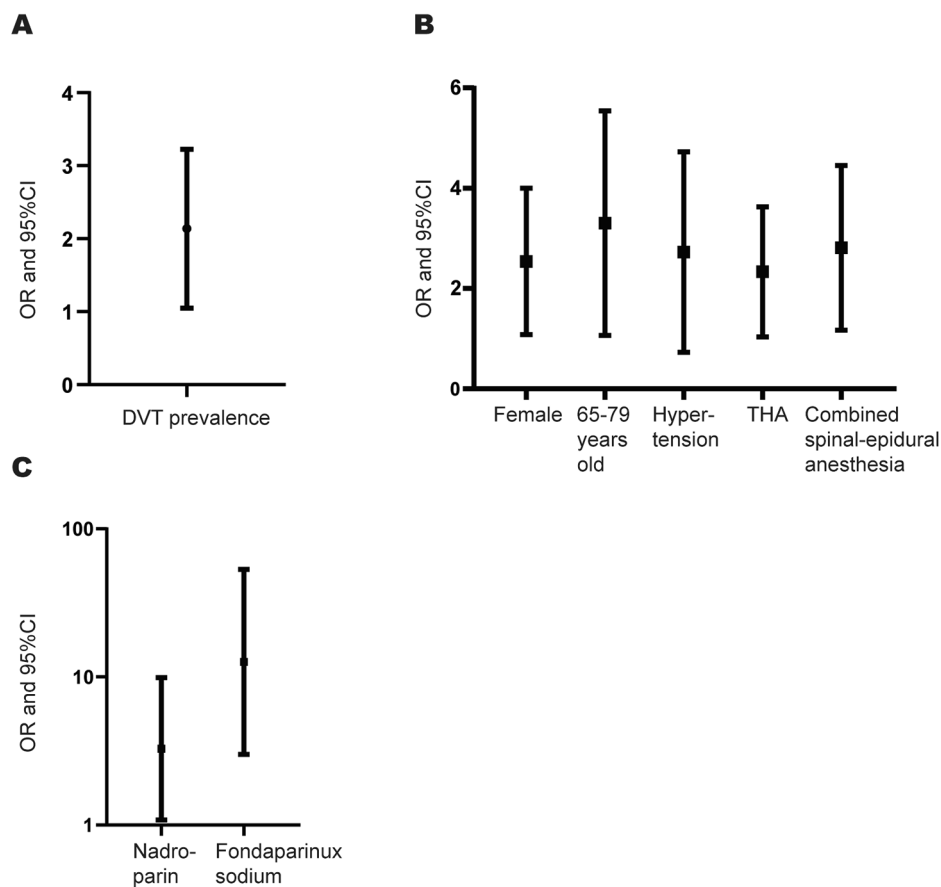 A
4
3
2
1
0
OR and 95%CI
DVT prevalence
B
6
4
2
0
OR and 95%CI
Female
65-79
years
old
Hyper-
tension
THA
Combined
spinal-epidural
anesthesia
C
100
10
1
OR and 95%CI
Nadro-
parin
Fondaparinux
sodium